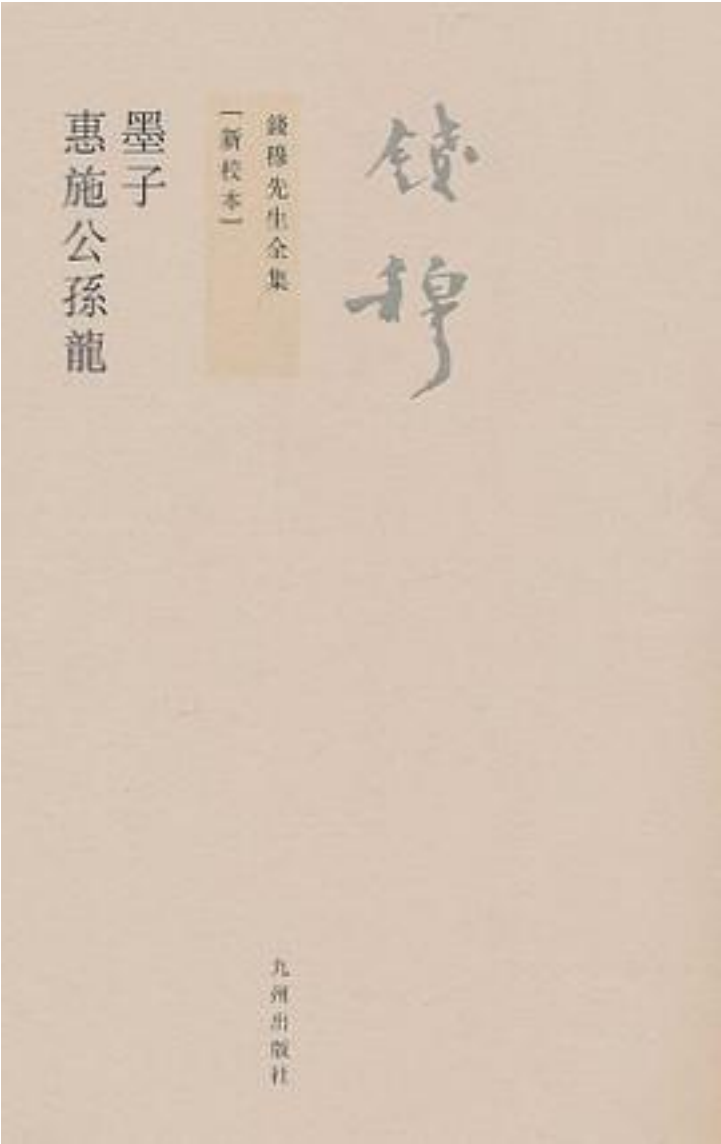 錢穆
錢穆先生全集
[新校本]
墨子
惠施公孫龍
九州出版社